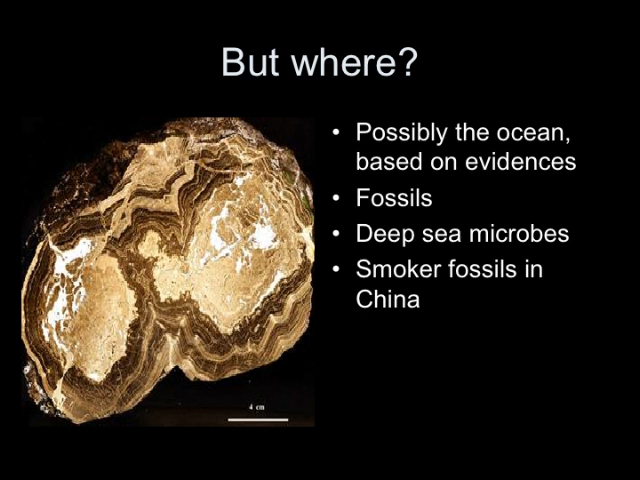 But where?
• Possibly the ocean,
based on evidences
• Fossils
• Deep sea microbes
• Smoker fossils in
China
4 cm